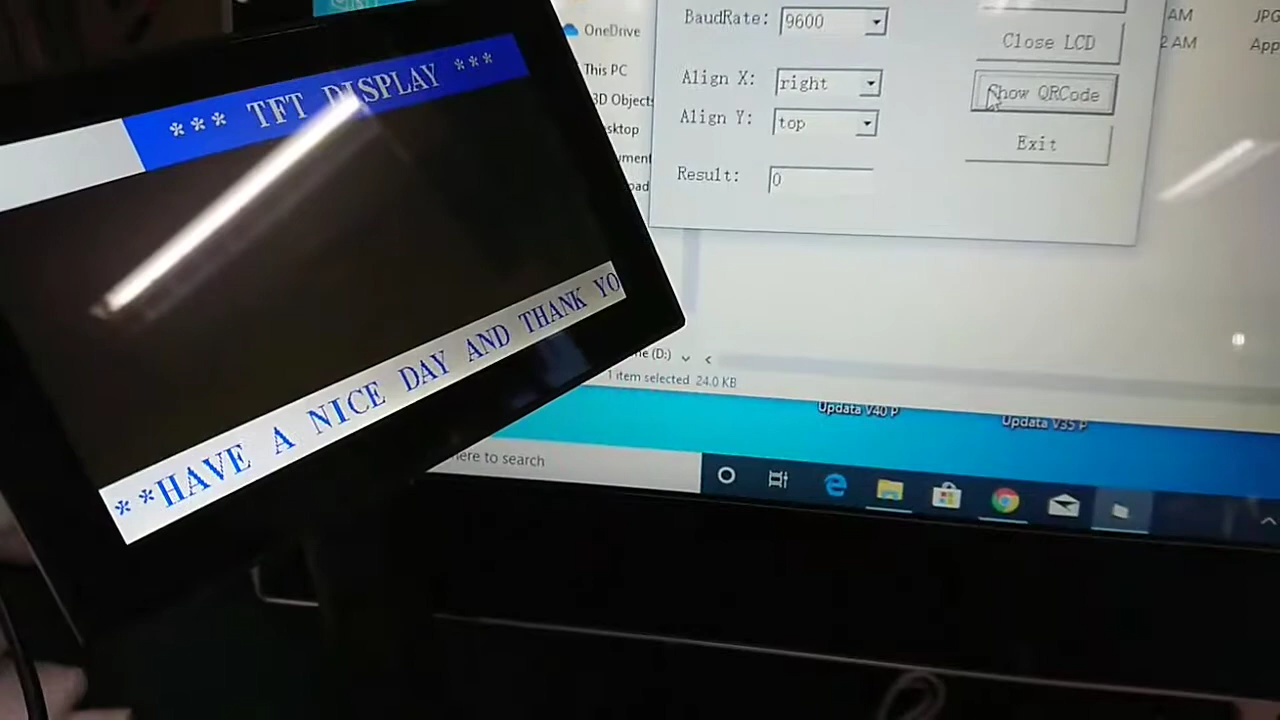 *** TFT DISPLAY ***
**HAVE A NICE DAY AND THANK YO
OneDrive
This PC
3D Objects
BaudRate: 9600
Align X: right
Align Y: top
Result: 0
Close LCD
Show QRCode
Exit
AM JPG
2 AM App
(D:)
1 item selected 24.0 KB
Updata V40 P
Updata V35 P
here to search